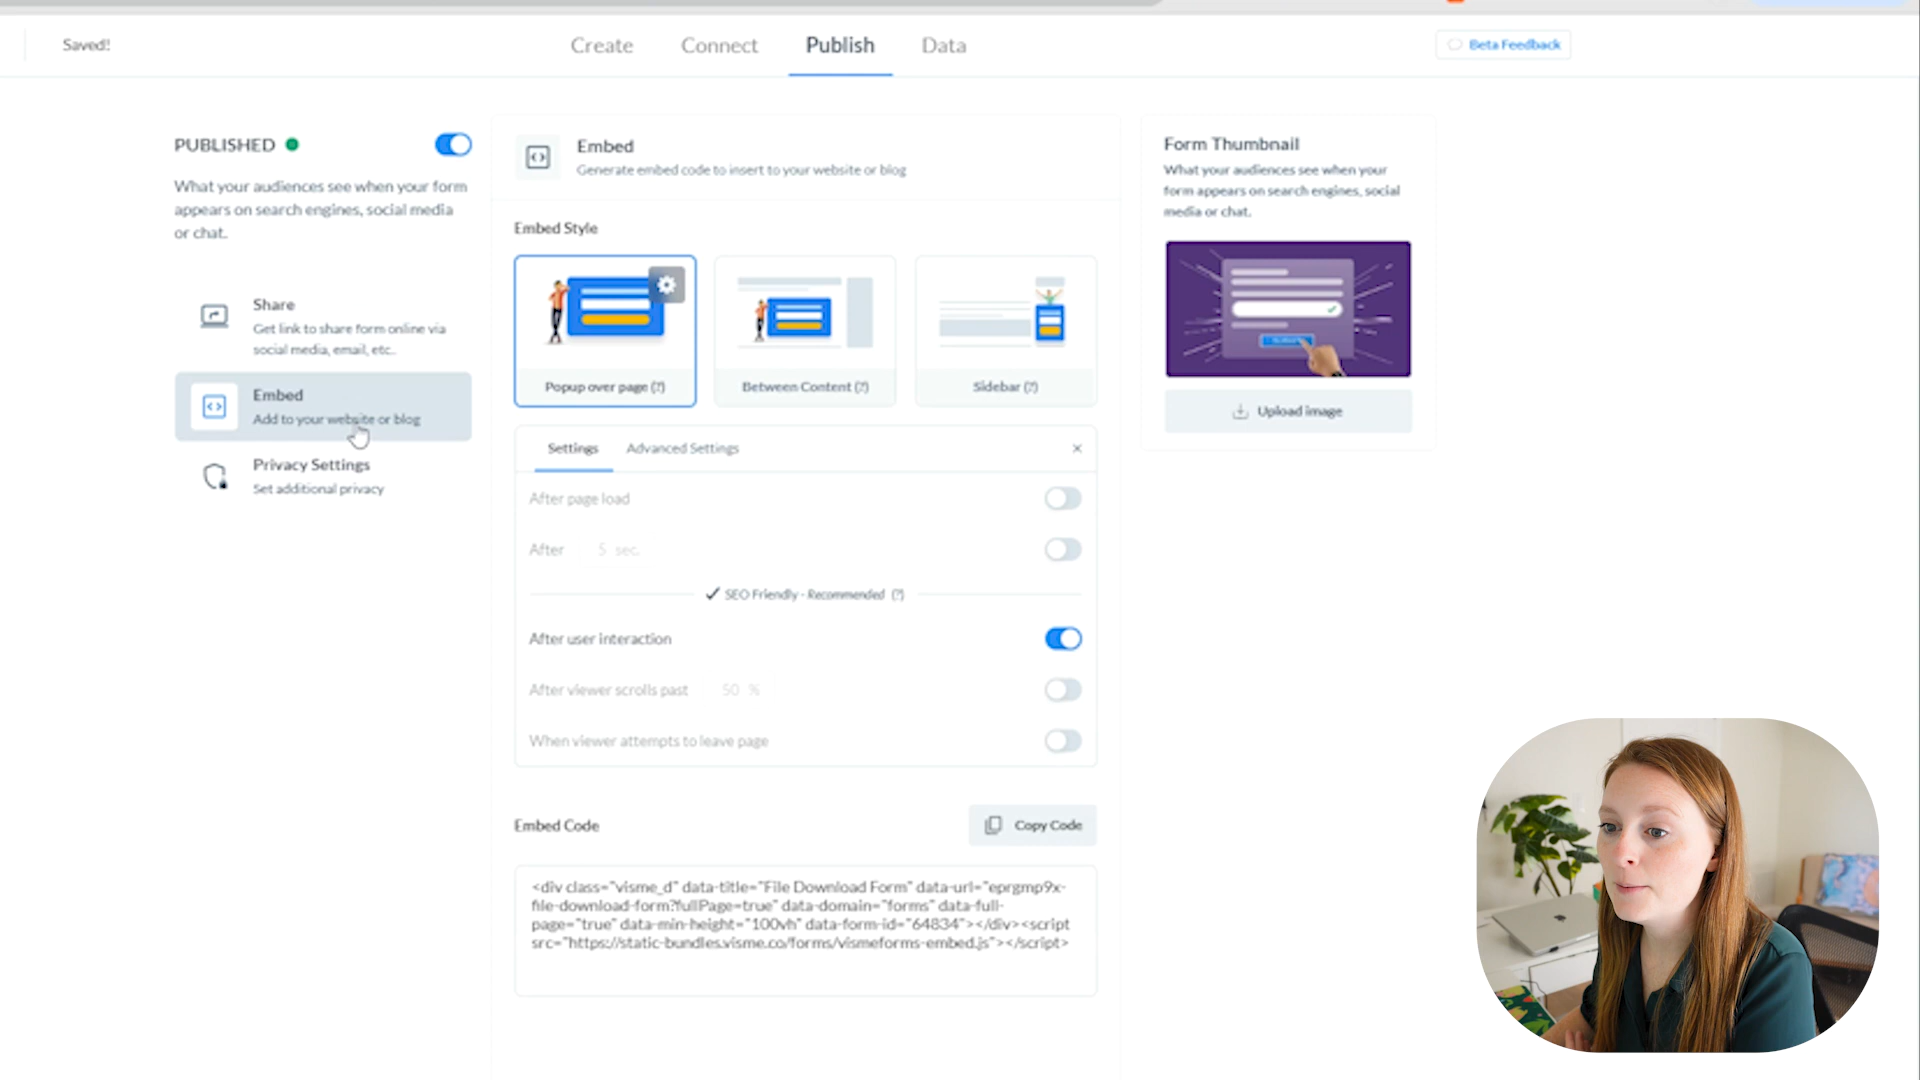 Saved!
Create
Connect
Publish
Data
Beta Feedback
PUBLISHED
What your audiences see when your form
appears on search engines, social media
or chat.
Share
Get link to share form online via
social media, email, etc..
Embed
Add to your website or blog
Privacy Settings
Set additional privacy
Embed
Generate embed code to insert to your website or blog
Embed Style
Popup over page (?)
Between Content (?)
Sidebar (?)
Settings
Advanced Settings
After page load
After 5 sec.
SEO Friendly - Recommended (?)
After user interaction
After viewer scrolls past 50 %
When viewer attempts to leave page
Embed Code
Copy Code
<div class="visme_d" data-title="File Download Form" data-url="eprgmp9x-
file-download-form?fullPage=true" data-domain="forms" data-full-
page="true" data-min-height="100vh" data-form-id="64834"></div><script
src="https://static-bundles.visme.co/forms/vismeforms-embed.js"></script>
Form Thumbnail
What your audiences see when your
form appears on search engines, social
media or chat.
Upload image